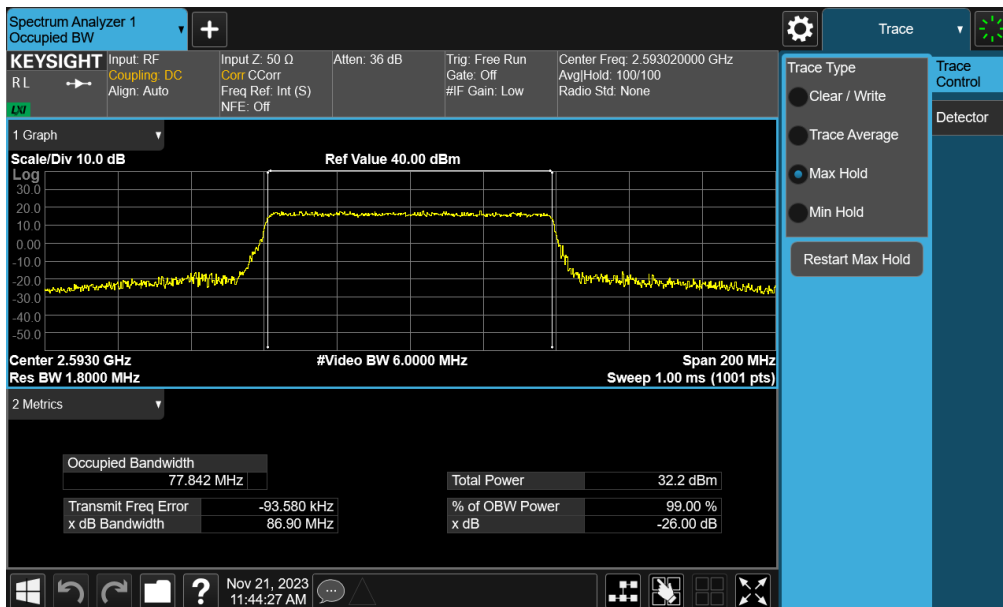 Spectrum Analyzer 1
Occupied BW
+
Trace
KEYSIGHT
R L
LXI
Input: RF
Coupling: DC
Align: Auto
Input Z: 50 Ω
Corr CCorr
Freq Ref: Int (S)
NFE: Off
Atten: 36 dB
Trig: Free Run
Gate: Off
#IF Gain: Low
Center Freq: 2.593020000 GHz
Avg|Hold: 100/100
Radio Std: None
Trace Type
Clear / Write
Trace Average
Max Hold
Min Hold
Restart Max Hold
Trace
Control
Detector
1 Graph
Scale/Div 10.0 dB
Ref Value 40.00 dBm
Log
30.0
20.0
10.0
0.00
-10.0
-20.0
-30.0
-40.0
-50.0
Center 2.5930 GHz
#Video BW 6.0000 MHz
Span 200 MHz
Res BW 1.8000 MHz
Sweep 1.00 ms (1001 pts)
2 Metrics
Occupied Bandwidth
77.842 MHz
Total Power 32.2 dBm
Transmit Freq Error -93.580 kHz
% of OBW Power 99.00 %
x dB Bandwidth 86.90 MHz
x dB -26.00 dB
?
Nov 21, 2023
11:44:27 AM